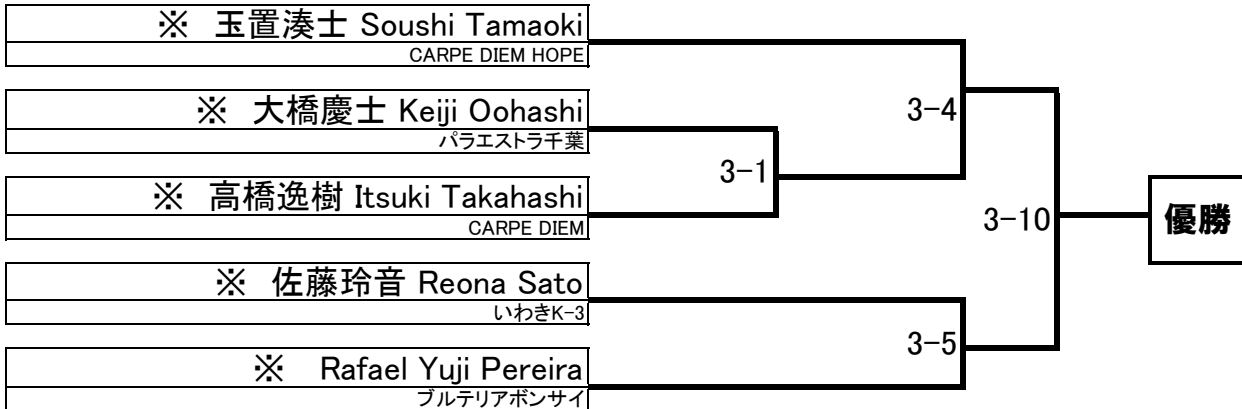 ※ 玉置湊士 Soushi Tamaoki
CARPE DIEM HOPE
※ 大橋慶士 Keiji Oohashi
パラエストラ千葉
3-4
3-1
※ 高橋逸樹 Itsuki Takahashi
CARPE DIEM
3-10
優勝
※ 佐藤玲音 Reona Sato
いわきK-3
3-5
※ Rafael Yuji Pereira
ブルテリアボンサイ